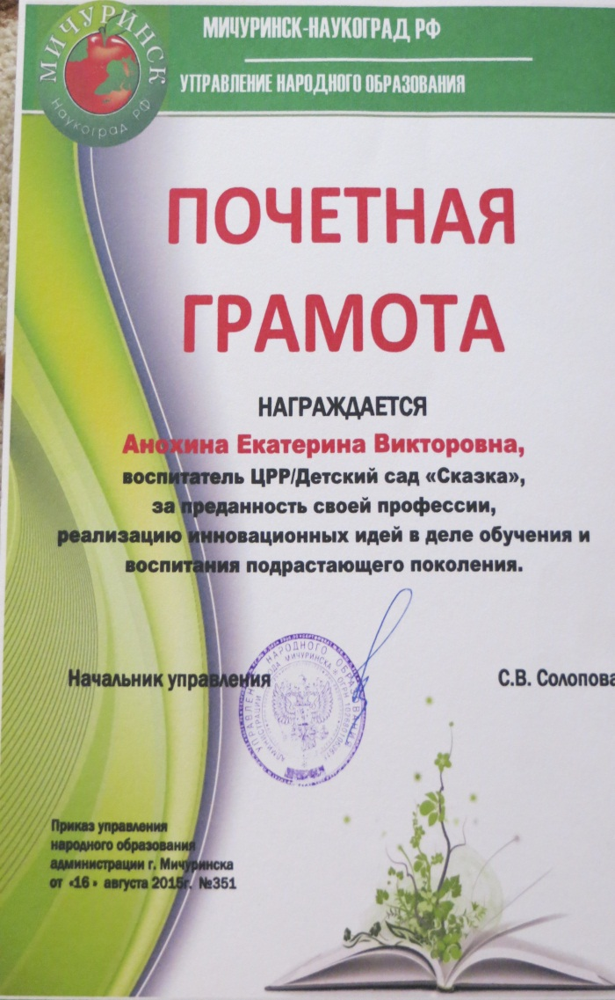 МИЧУРИНСК
Наукоград РФ
МИЧУРИНСК-НАУКОГРАД РФ
УПРАВЛЕНИЕ НАРОДНОГО ОБРАЗОВАНИЯ
ПОЧЕТНАЯ
ГРАМОТА
НАГРАЖДАЕТСЯ
Анохина Екатерина Викторовна,
воспитатель ЦРР/Детский сад «Сказка»,
за преданность своей профессии,
реализацию инновационных идей в деле обучения и
воспитания подрастающего поколения.
Начальник управления
С.В. Солопова
НАРОДНОГО
МИЧУРИНСКА
Приказ управления
народного образования
администрации г. Мичуринска
от «16» августа 2015г. №351